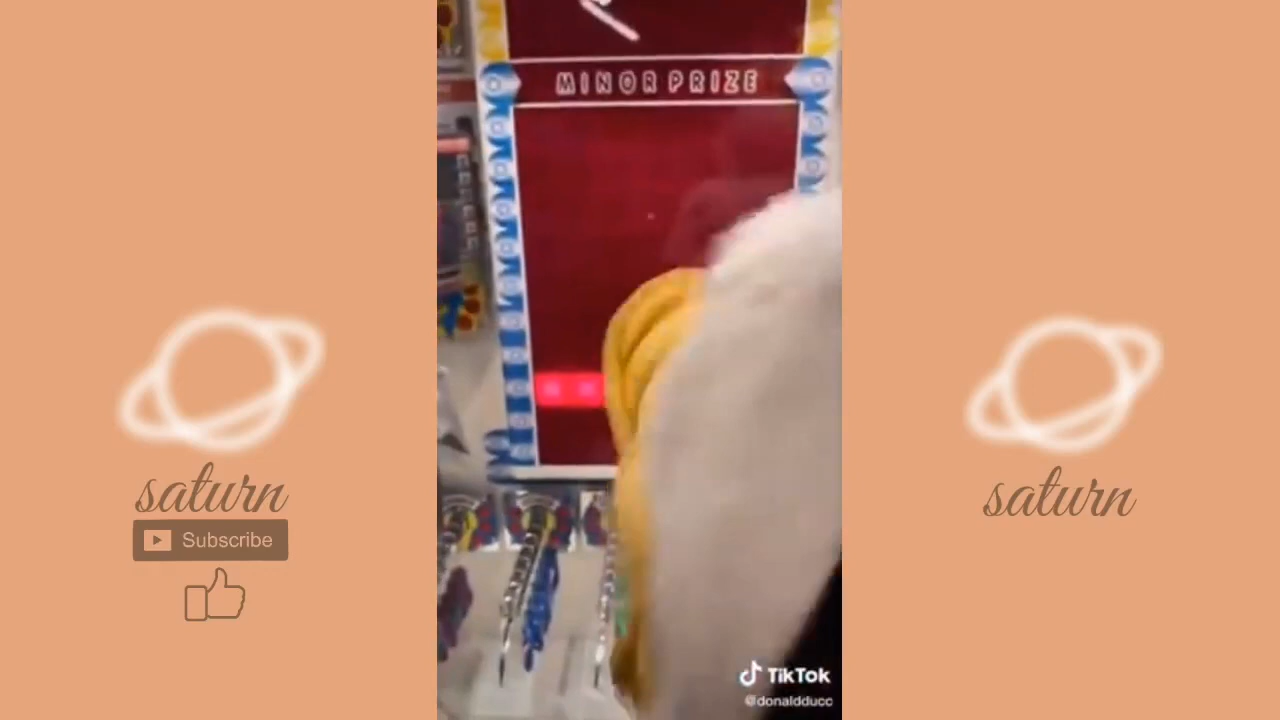 MINOR PRIZE
saturn
Subscribe
saturn
TikTok
@donaldducc